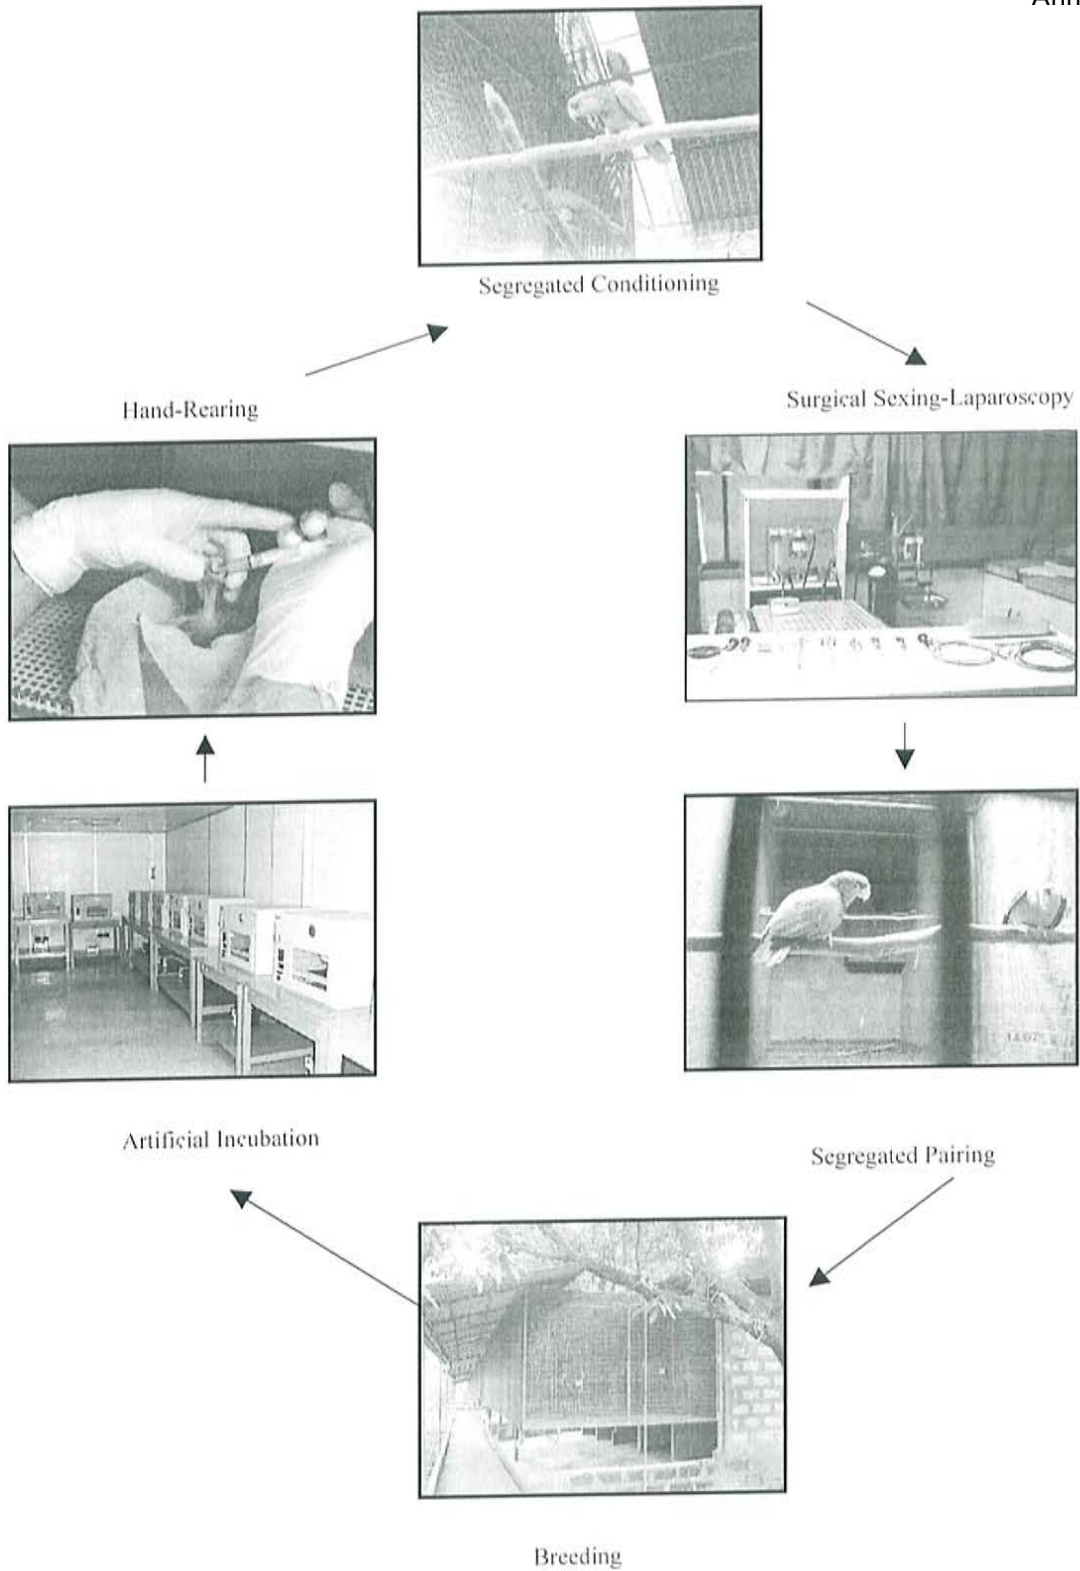 Segregated Conditioning
Hand-Rearing
Surgical Sexing-Laparoscopy
Artificial Incubation
Segregated Pairing
Breeding